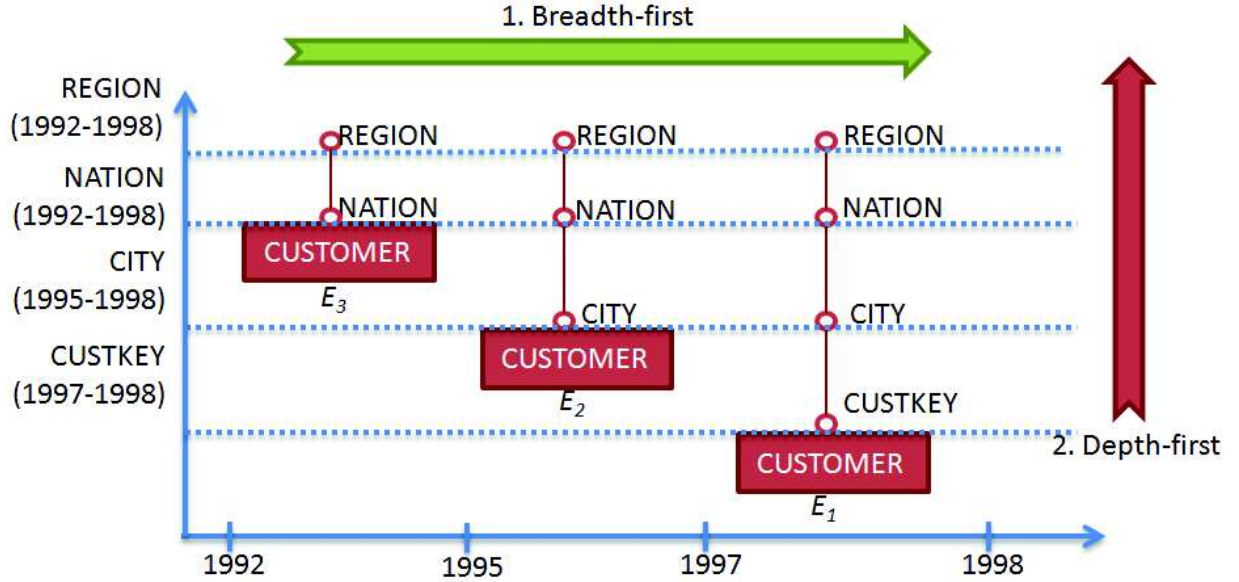 1. Breadth-first
REGION
(1992-1998)
REGION
REGION
REGION
NATION
(1992-1998)
NATION
NATION
NATION
CUSTOMER
E3
CITY
(1995-1998)
CITY
CITY
CUSTOMER
E2
CUSTKEY
(1997-1998)
CUSTKEY
2. Depth-first
CUSTOMER
E1
1992
1995
1997
1998